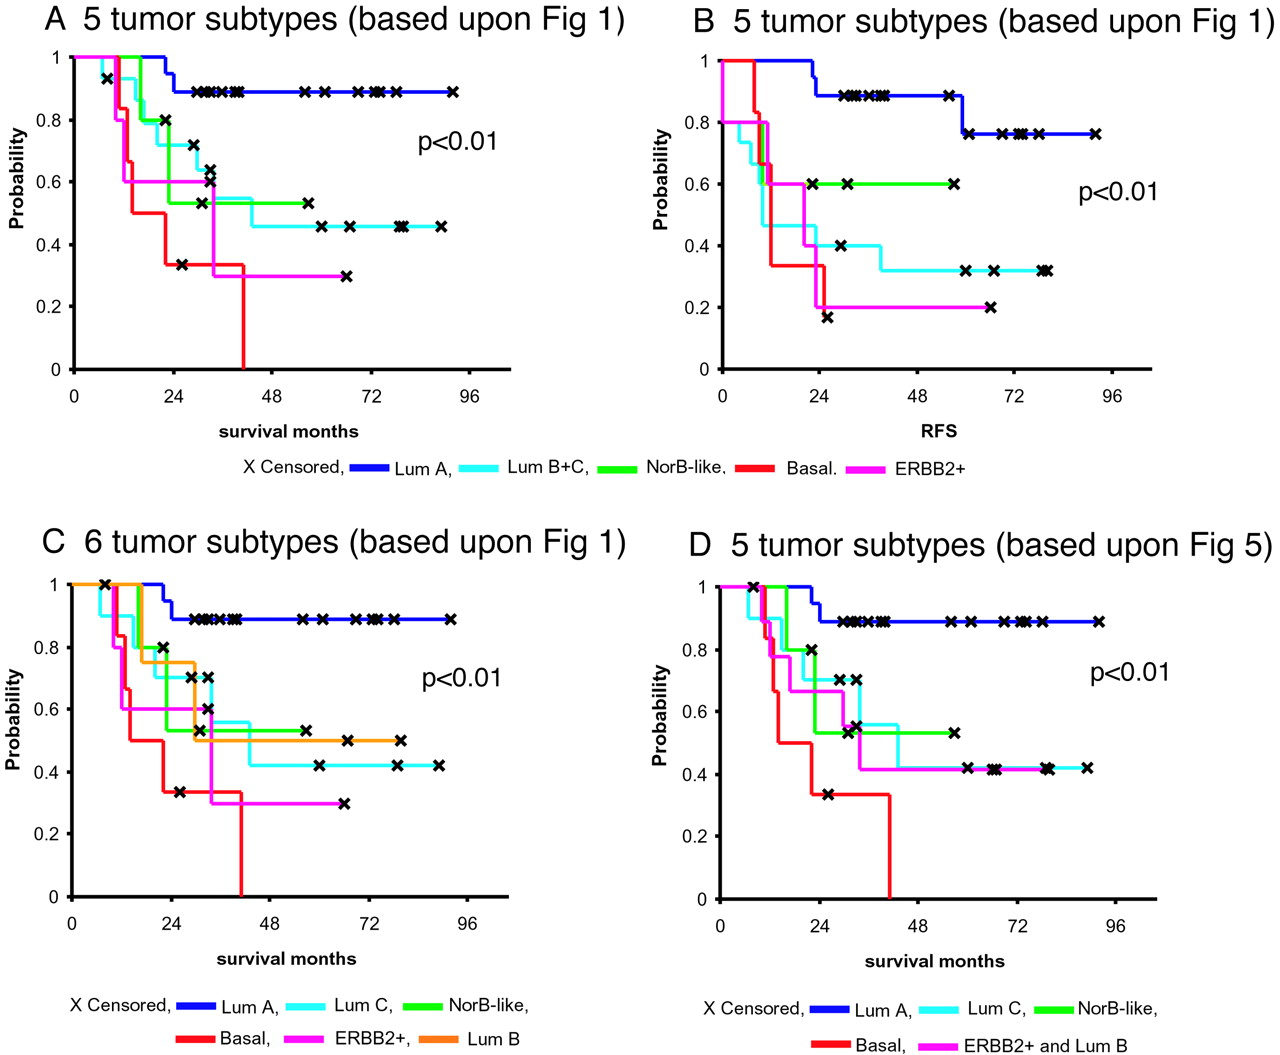 A 5 tumor subtypes (based upon Fig 1)
1
0.8
0.6
0.4
0.2
0
Probability
p<0.01
0 24 48 72 96
survival months
B 5 tumor subtypes (based upon Fig 1)
1
0.8
0.6
0.4
0.2
0
Probability
p<0.01
0 24 48 72 96
RFS
X Censored, Lum A, Lum B+C, NorB-like, Basal. ERBB2+
C 6 tumor subtypes (based upon Fig 1)
1
0.8
0.6
0.4
0.2
0
Probability
p<0.01
0 24 48 72 96
survival months
X Censored, Lum A, Lum C, NorB-like,
Basal, ERBB2+, Lum B
D 5 tumor subtypes (based upon Fig 5)
1
0.8
0.6
0.4
0.2
0
Probability
p<0.01
0 24 48 72 96
survival months
X Censored, Lum A, Lum C, NorB-like,
Basal, ERBB2+ and Lum B